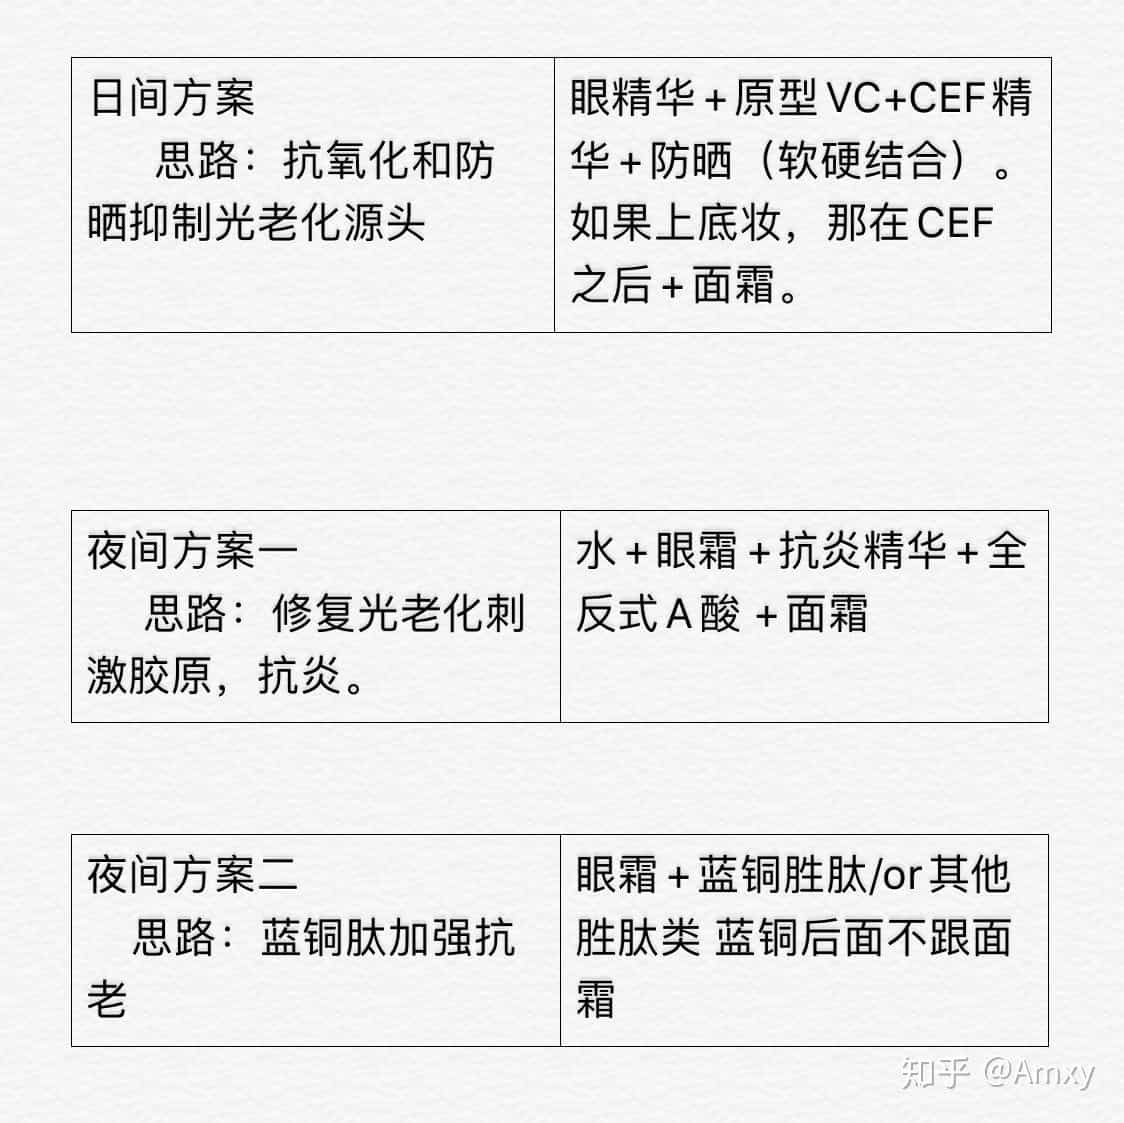 日间方案
思路：抗氧化和防
晒抑制光老化源头
眼精华+原型VC+CEF精
华+防晒（软硬结合）。
如果上底妆，那在CEF
之后+面霜。
夜间方案一
思路：修复光老化刺
激胶原，抗炎。
水+眼霜+抗炎精华+全
反式A酸 +面霜
夜间方案二
思路：蓝铜肽加强抗
老
眼霜+蓝铜胜肽/or其他
胜肽类 蓝铜后面不跟面
霜
知乎 @Amxy